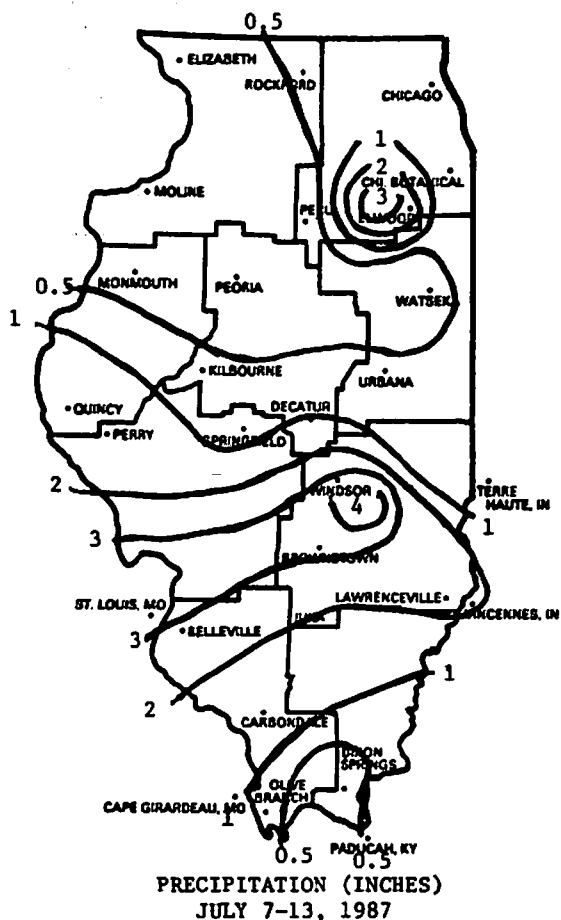 0.5
ELIZABETH
ROCKFORD
CHICAGO
1
2
CHI. BOTANICAL
3
MOLINE
PERU
ELWOOD
MONMOUTH
0.5
PEORIA
WATSEK
1
KILBOURNE
URBANA
QUINCY
DECATUR
PERRY
SPRINGFIELD
2
WINDSOR
4
TERRE
HAUTE, IN
1
3
BROWNSTOWN
LAWRENCEVILLE
ST. LOUIS, MO
VINCENNES, IN
3
BELLEVILLE
1
2
CARBONDALE
DIXON
SPRINGS
OLIVE
BRANCH
CAPE GIRARDEAU, MO
1
PADUCAH, KY
0.5
0.5
PRECIPITATION (INCHES)
JULY 7-13, 1987